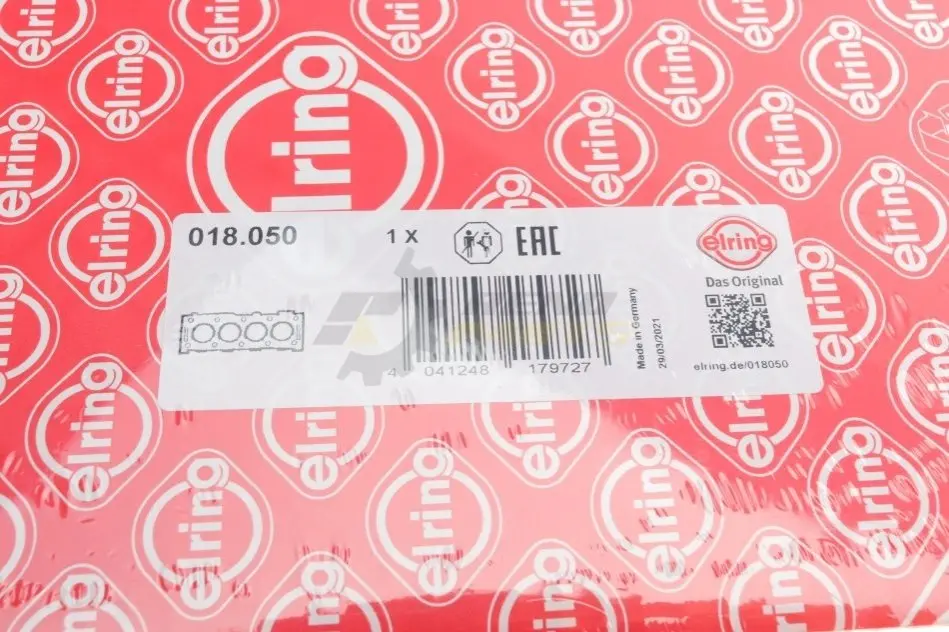 elring
018.050
1 X
EAC
elring
Das Original
Made in Germany
29/03/2021
4 041248 179727
elring.de/018050